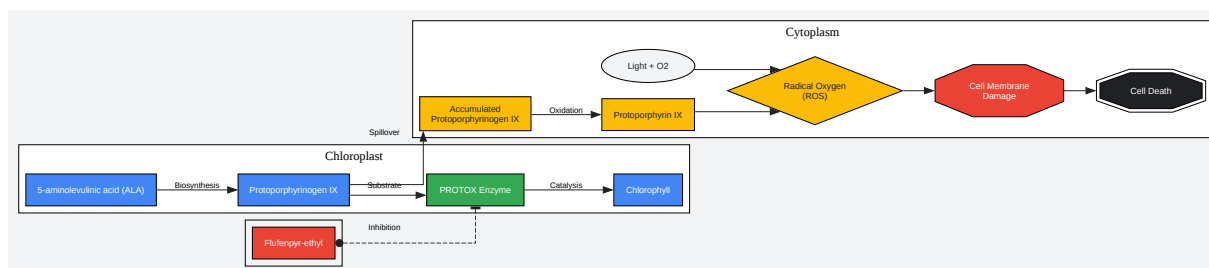 Cytoplasm
Light + O2
Radical Oxygen
(ROS)
Cell Membrane
Damage
Cell Death
Accumulated
Protoporphyrinogen IX
Oxidation
Protoporphyrin IX
Spillover
Chloroplast
5-aminolevulinic acid (ALA)
Biosynthesis
Protoporphyrinogen IX
Substrate
PROTOX Enzyme
Catalysis
Chlorophyll
Inhibition
Flufenpyr-ethyl